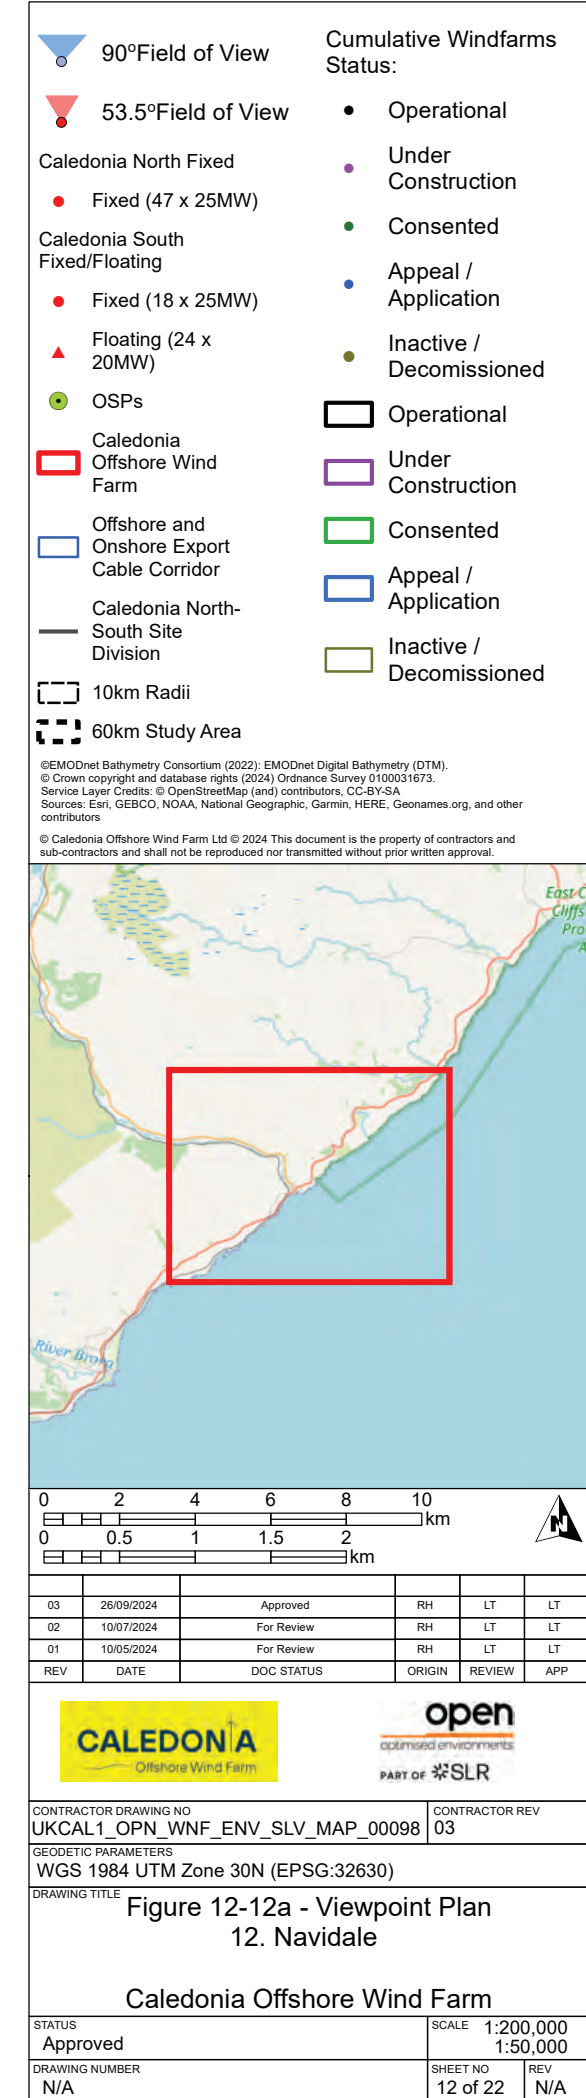 90°Field of View
53.5°Field of View
Caledonia North Fixed
Fixed (47 x 25MW)
Caledonia South
Fixed/Floating
Fixed (18 x 25MW)
Floating (24 x
20MW)
OSPs
Caledonia
Offshore Wind
Farm
Offshore and
Onshore Export
Cable Corridor
Caledonia North-
South Site
Division
10km Radii
60km Study Area
Cumulative Windfarms
Status:
Operational
Under
Construction
Consented
Appeal /
Application
Inactive /
Decomissioned
Operational
Under
Construction
Consented
Appeal /
Application
Inactive /
Decomissioned
©EMODnet Bathymetry Consortium (2022): EMODnet Digital Bathymetry (DTM).
© Crown copyright and database rights (2024) Ordnance Survey 0100031673.
Service Layer Credits: © OpenStreetMap (and) contributors, CC-BY-SA
Sources: Esri, GEBCO, NOAA, National Geographic, Garmin, HERE, Geonames.org, and other
contributors
© Caledonia Offshore Wind Farm Ltd © 2024 This document is the property of contractors and
sub-contractors and shall not be reproduced nor transmitted without prior written approval.
East C
Cliffs
Pro
A
River Brora
0 2 4 6 8 10
km
0 0.5 1 1.5 2
km
N
03 26/09/2024 Approved RH LT LT
02 10/07/2024 For Review RH LT LT
01 10/05/2024 For Review RH LT LT
REV DATE DOC STATUS ORIGIN REVIEW APP
CALEDONIA
Offshore Wind Farm
open
optimised environments
PART OF SLR
CONTRACTOR DRAWING NO
UKCAL1_OPN_WNF_ENV_SLV_MAP_00098
CONTRACTOR REV
03
GEODETIC PARAMETERS
WGS 1984 UTM Zone 30N (EPSG:32630)
DRAWING TITLE
Figure 12-12a - Viewpoint Plan
12. Navidale
Caledonia Offshore Wind Farm
STATUS
Approved
SCALE 1:200,000
1:50,000
DRAWING NUMBER
N/A
SHEET NO
12 of 22
REV
N/A